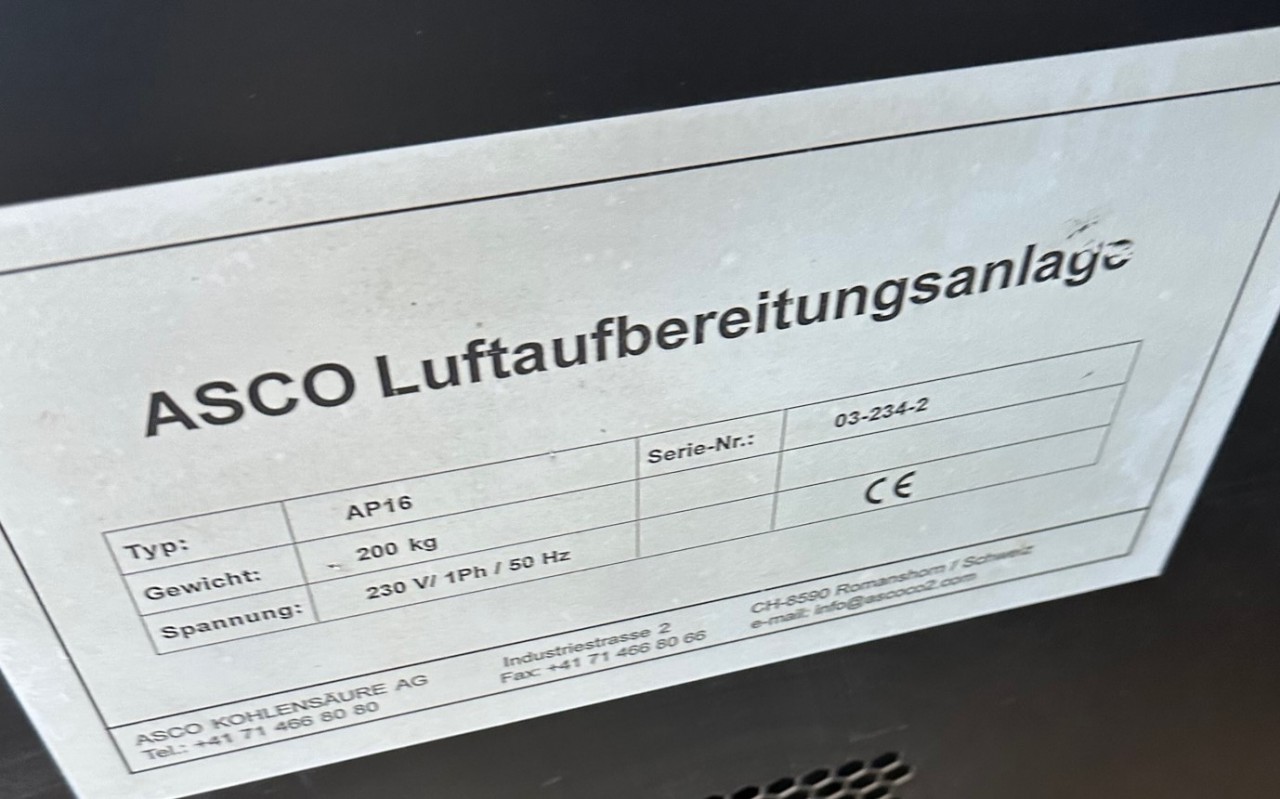 ASCO Luftaufbereitungsanlage
Typ: AP16 Serie-Nr.: 03-234-2
Gewicht: 200 kg
Spannung: 230 V/ 1Ph / 50 Hz CE
ASCO KOHLENSÄURE AG Industriestrasse 2 CH-8590 Romanshorn / Schweiz
Tel.: +41 71 466 80 80 Fax: +41 71 466 80 66 e-mail: info@ascoco2.com